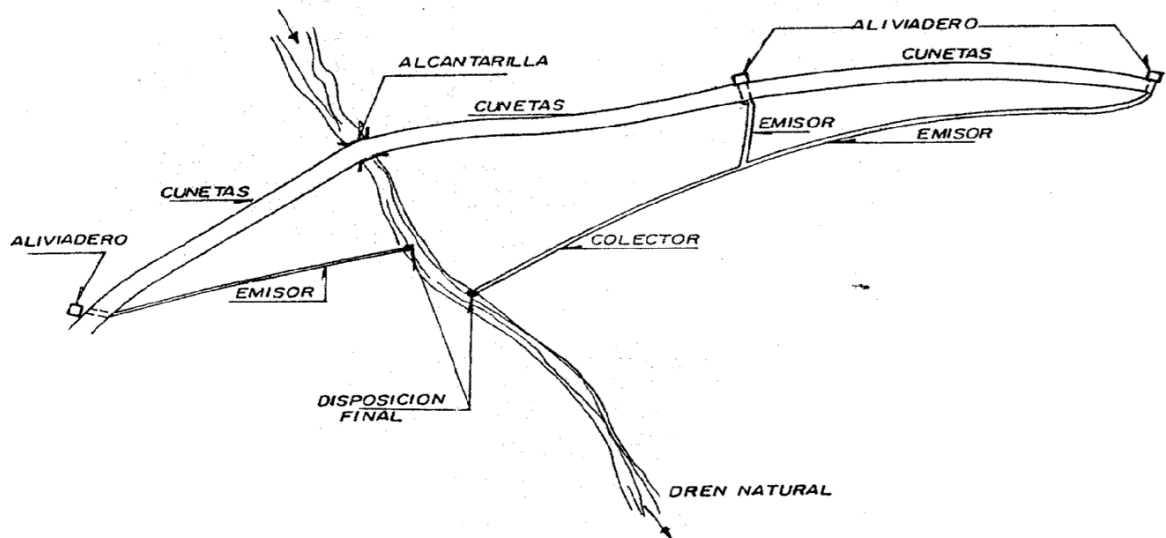 ALIVIADERO
CUNETAS
ALCANTARILLA
CUNETAS
EMISOR
EMISOR
CUNETAS
ALIVIADERO
COLECTOR
EMISOR
DISPOSICION
FINAL
DREN NATURAL